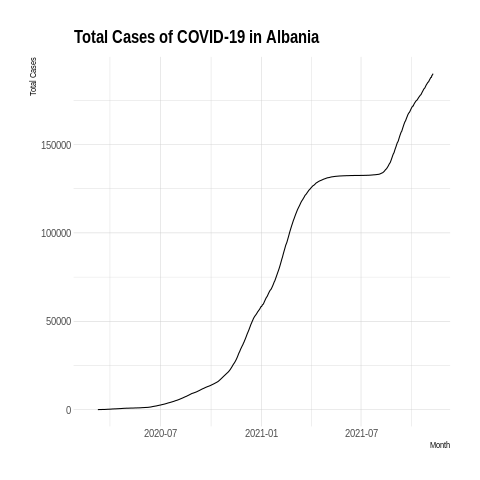 Total Cases of COVID-19 in Albania
Total Cases
150000
100000
50000
0
2020-07 2021-01 2021-07
Month